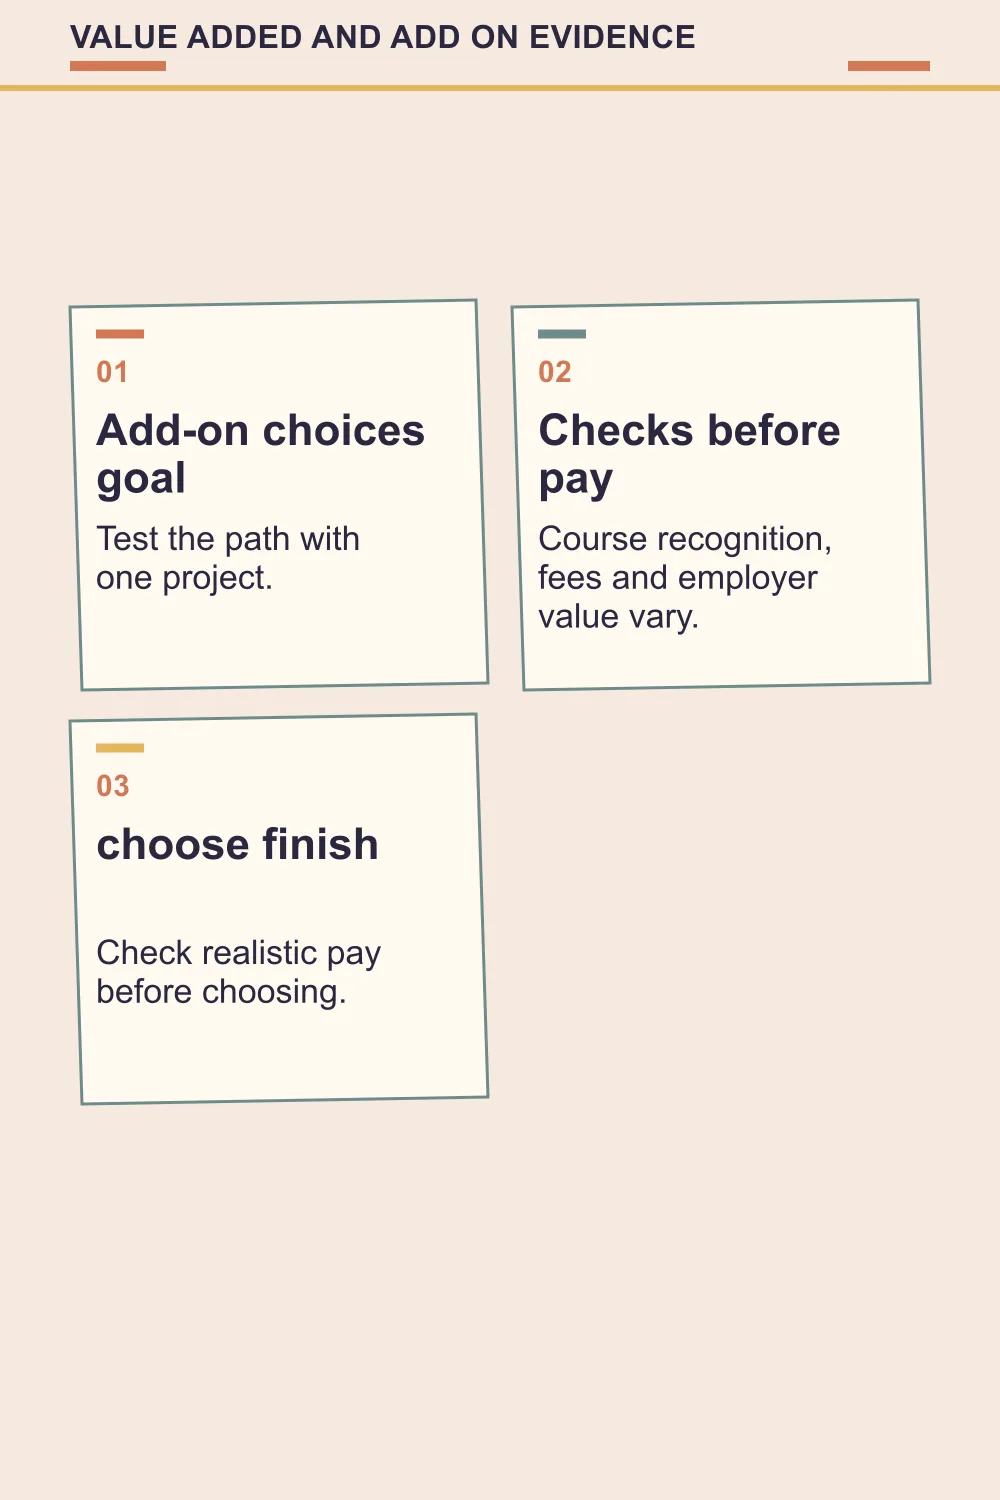 VALUE ADDED AND ADD ON EVIDENCE
01
Add-on choices
goal
Test the path with
one project.
02
Checks before
pay
Course recognition,
fees and employer
value vary.
03
choose finish
Check realistic pay
before choosing.